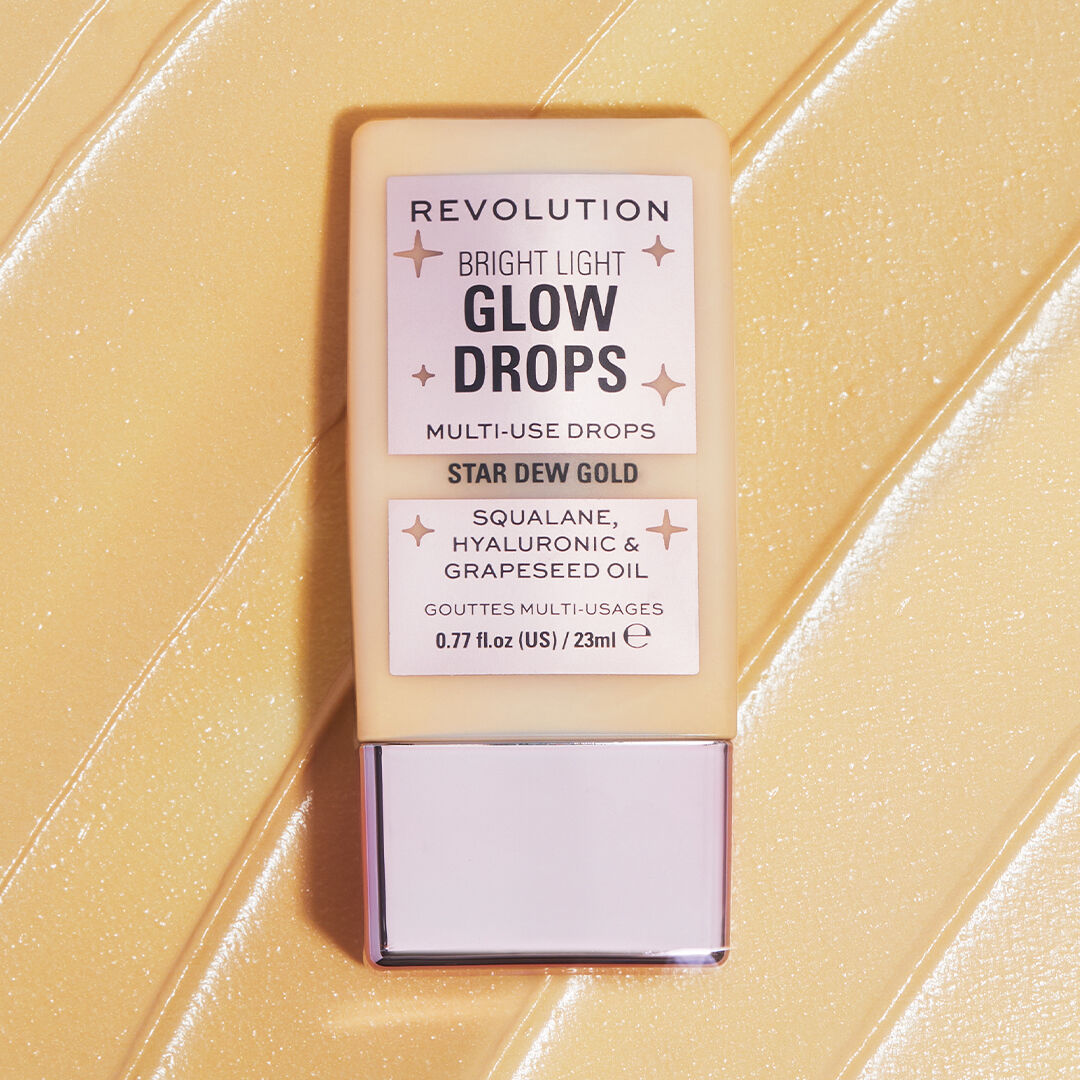 REVOLUTION
BRIGHT LIGHT
GLOW
DROPS
MULTI-USE DROPS
STAR DEW GOLD
SQUALANE,
HYALURONIC &
GRAPESEED OIL
GOUTTES MULTI-USAGES
0.77 fl.oz (US) / 23ml ℮